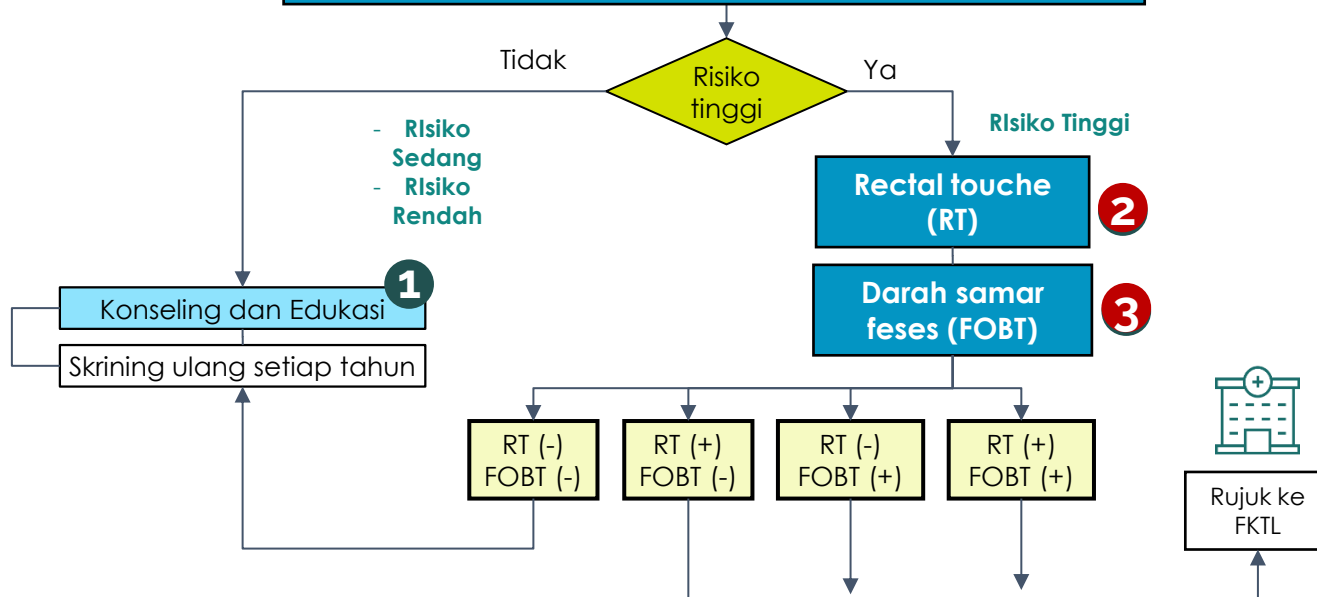 Tidak
Risiko
tinggi
Ya
- RIsiko
Sedang
- RIsiko
Rendah
RIsiko Tinggi
Rectal touche
(RT)
2
1
Konseling dan Edukasi
Darah samar
feses (FOBT)
3
Skrining ulang setiap tahun
RT (-)
FOBT (-)
RT (+)
FOBT (-)
RT (-)
FOBT (+)
RT (+)
FOBT (+)
Rujuk ke
FKTL